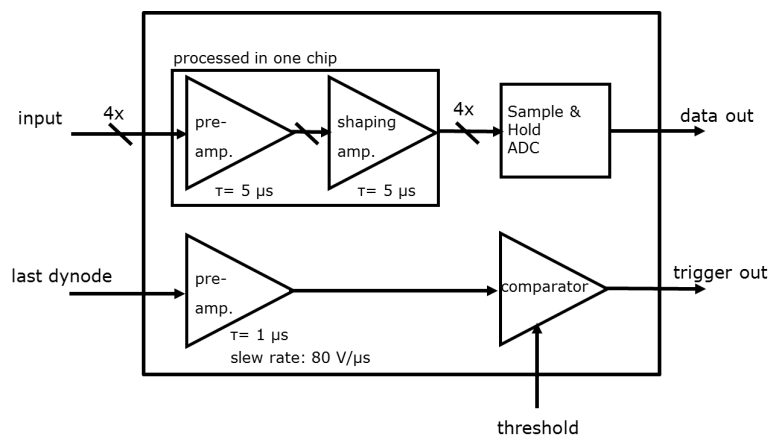 processed in one chip
input
4x
pre-
amp.
τ= 5 μs
shaping
amp.
τ= 5 μs
4x
Sample &
Hold
ADC
data out
last dynode
pre-
amp.
τ= 1 μs
slew rate: 80 V/μs
comparator
trigger out
threshold